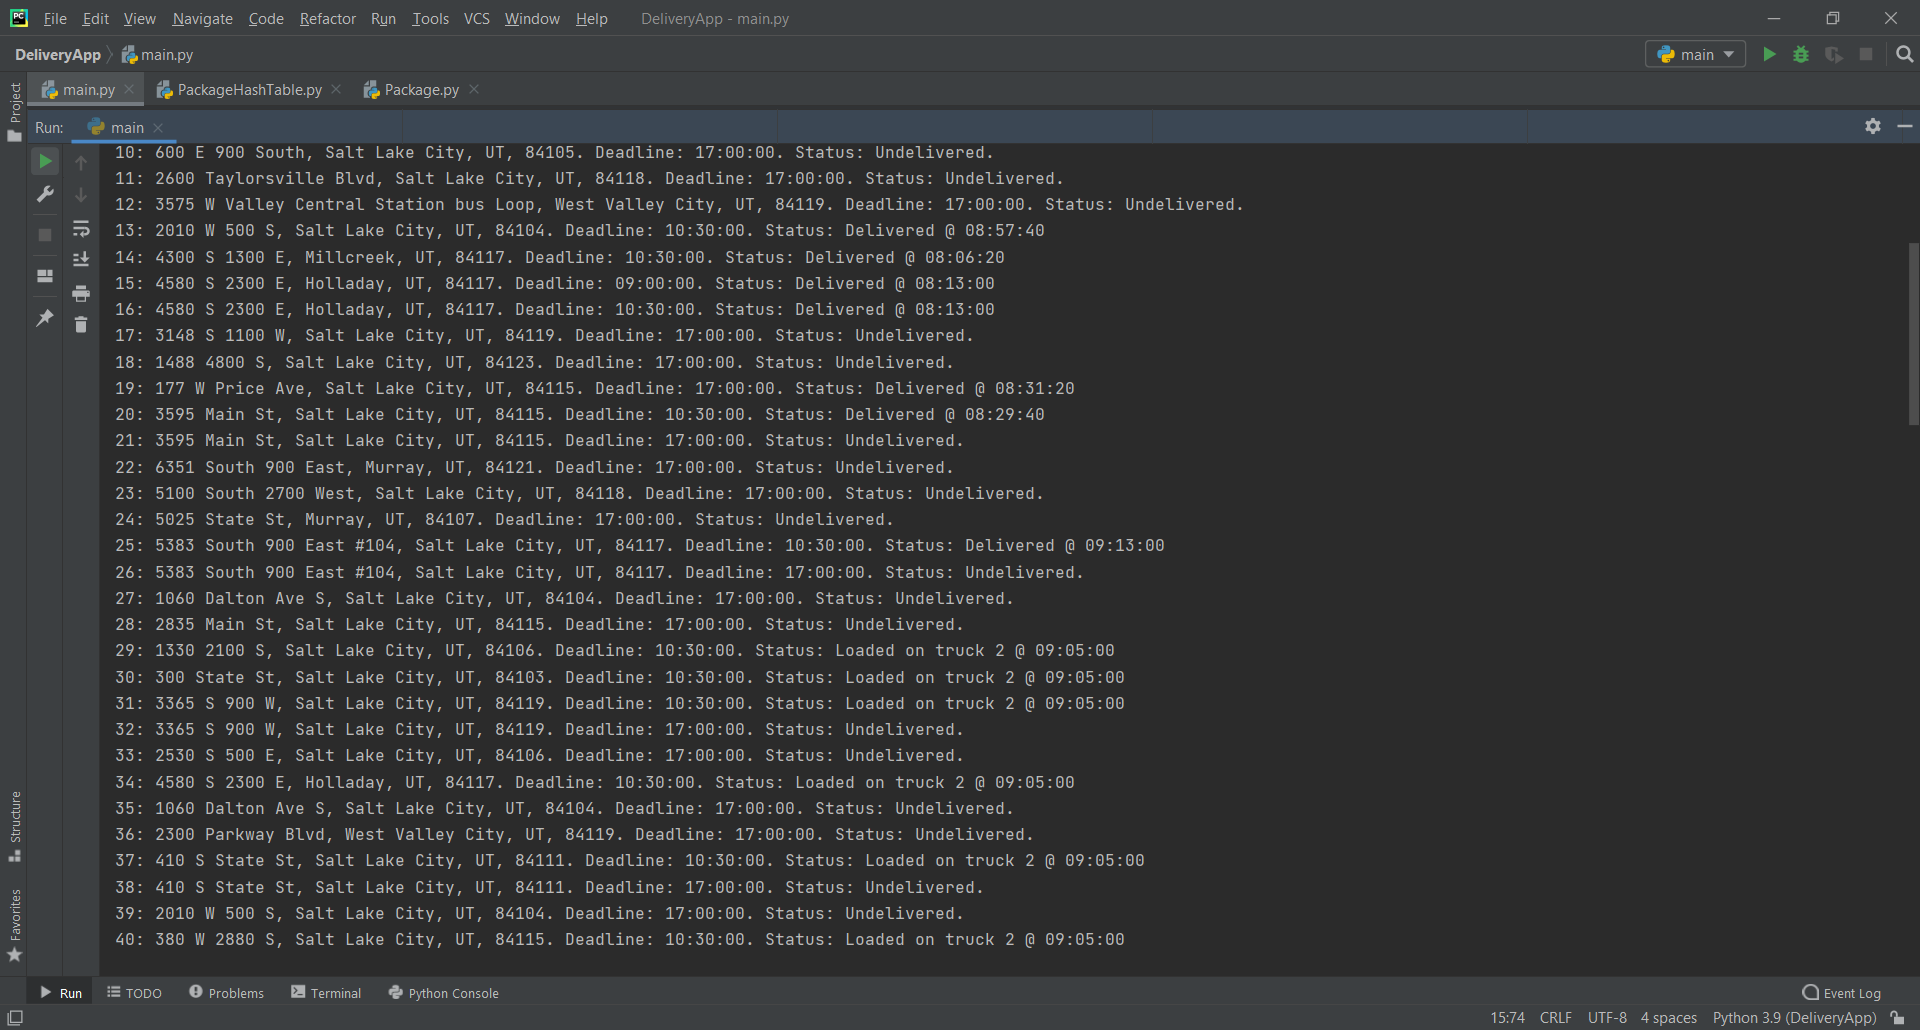 File Edit View Navigate Code Refactor Run Tools VCS Window Help DeliveryApp - main.py
DeliveryApp main.py main
main.py PackageHashTable.py Package.py
Project
Run: main
10: 600 E 900 South, Salt Lake City, UT, 84105. Deadline: 17:00:00. Status: Undelivered.
11: 2600 Taylorsville Blvd, Salt Lake City, UT, 84118. Deadline: 17:00:00. Status: Undelivered.
12: 3575 W Valley Central Station bus Loop, West Valley City, UT, 84119. Deadline: 17:00:00. Status: Undelivered.
13: 2010 W 500 S, Salt Lake City, UT, 84104. Deadline: 10:30:00. Status: Delivered @ 08:57:40
14: 4300 S 1300 E, Millcreek, UT, 84117. Deadline: 10:30:00. Status: Delivered @ 08:06:20
15: 4580 S 2300 E, Holladay, UT, 84117. Deadline: 09:00:00. Status: Delivered @ 08:13:00
16: 4580 S 2300 E, Holladay, UT, 84117. Deadline: 10:30:00. Status: Delivered @ 08:13:00
17: 3148 S 1100 W, Salt Lake City, UT, 84119. Deadline: 17:00:00. Status: Undelivered.
18: 1488 4800 S, Salt Lake City, UT, 84123. Deadline: 17:00:00. Status: Undelivered.
19: 177 W Price Ave, Salt Lake City, UT, 84115. Deadline: 17:00:00. Status: Delivered @ 08:31:20
20: 3595 Main St, Salt Lake City, UT, 84115. Deadline: 10:30:00. Status: Delivered @ 08:29:40
21: 3595 Main St, Salt Lake City, UT, 84115. Deadline: 17:00:00. Status: Undelivered.
22: 6351 South 900 East, Murray, UT, 84121. Deadline: 17:00:00. Status: Undelivered.
23: 5100 South 2700 West, Salt Lake City, UT, 84118. Deadline: 17:00:00. Status: Undelivered.
24: 5025 State St, Murray, UT, 84107. Deadline: 17:00:00. Status: Undelivered.
25: 5383 South 900 East #104, Salt Lake City, UT, 84117. Deadline: 10:30:00. Status: Delivered @ 09:13:00
26: 5383 South 900 East #104, Salt Lake City, UT, 84117. Deadline: 17:00:00. Status: Undelivered.
27: 1060 Dalton Ave S, Salt Lake City, UT, 84104. Deadline: 17:00:00. Status: Undelivered.
28: 2835 Main St, Salt Lake City, UT, 84115. Deadline: 17:00:00. Status: Undelivered.
29: 1330 2100 S, Salt Lake City, UT, 84106. Deadline: 10:30:00. Status: Loaded on truck 2 @ 09:05:00
30: 300 State St, Salt Lake City, UT, 84103. Deadline: 10:30:00. Status: Loaded on truck 2 @ 09:05:00
31: 3365 S 900 W, Salt Lake City, UT, 84119. Deadline: 10:30:00. Status: Loaded on truck 2 @ 09:05:00
32: 3365 S 900 W, Salt Lake City, UT, 84119. Deadline: 17:00:00. Status: Undelivered.
33: 2530 S 500 E, Salt Lake City, UT, 84106. Deadline: 17:00:00. Status: Undelivered.
34: 4580 S 2300 E, Holladay, UT, 84117. Deadline: 10:30:00. Status: Loaded on truck 2 @ 09:05:00
35: 1060 Dalton Ave S, Salt Lake City, UT, 84104. Deadline: 17:00:00. Status: Undelivered.
36: 2300 Parkway Blvd, West Valley City, UT, 84119. Deadline: 17:00:00. Status: Undelivered.
37: 410 S State St, Salt Lake City, UT, 84111. Deadline: 10:30:00. Status: Loaded on truck 2 @ 09:05:00
38: 410 S State St, Salt Lake City, UT, 84111. Deadline: 17:00:00. Status: Undelivered.
39: 2010 W 500 S, Salt Lake City, UT, 84104. Deadline: 17:00:00. Status: Undelivered.
40: 380 W 2880 S, Salt Lake City, UT, 84115. Deadline: 10:30:00. Status: Loaded on truck 2 @ 09:05:00
Structure
Favorites
Run TODO Problems Terminal Python Console Event Log
15:74 CRLF UTF-8 4 spaces Python 3.9 (DeliveryApp)